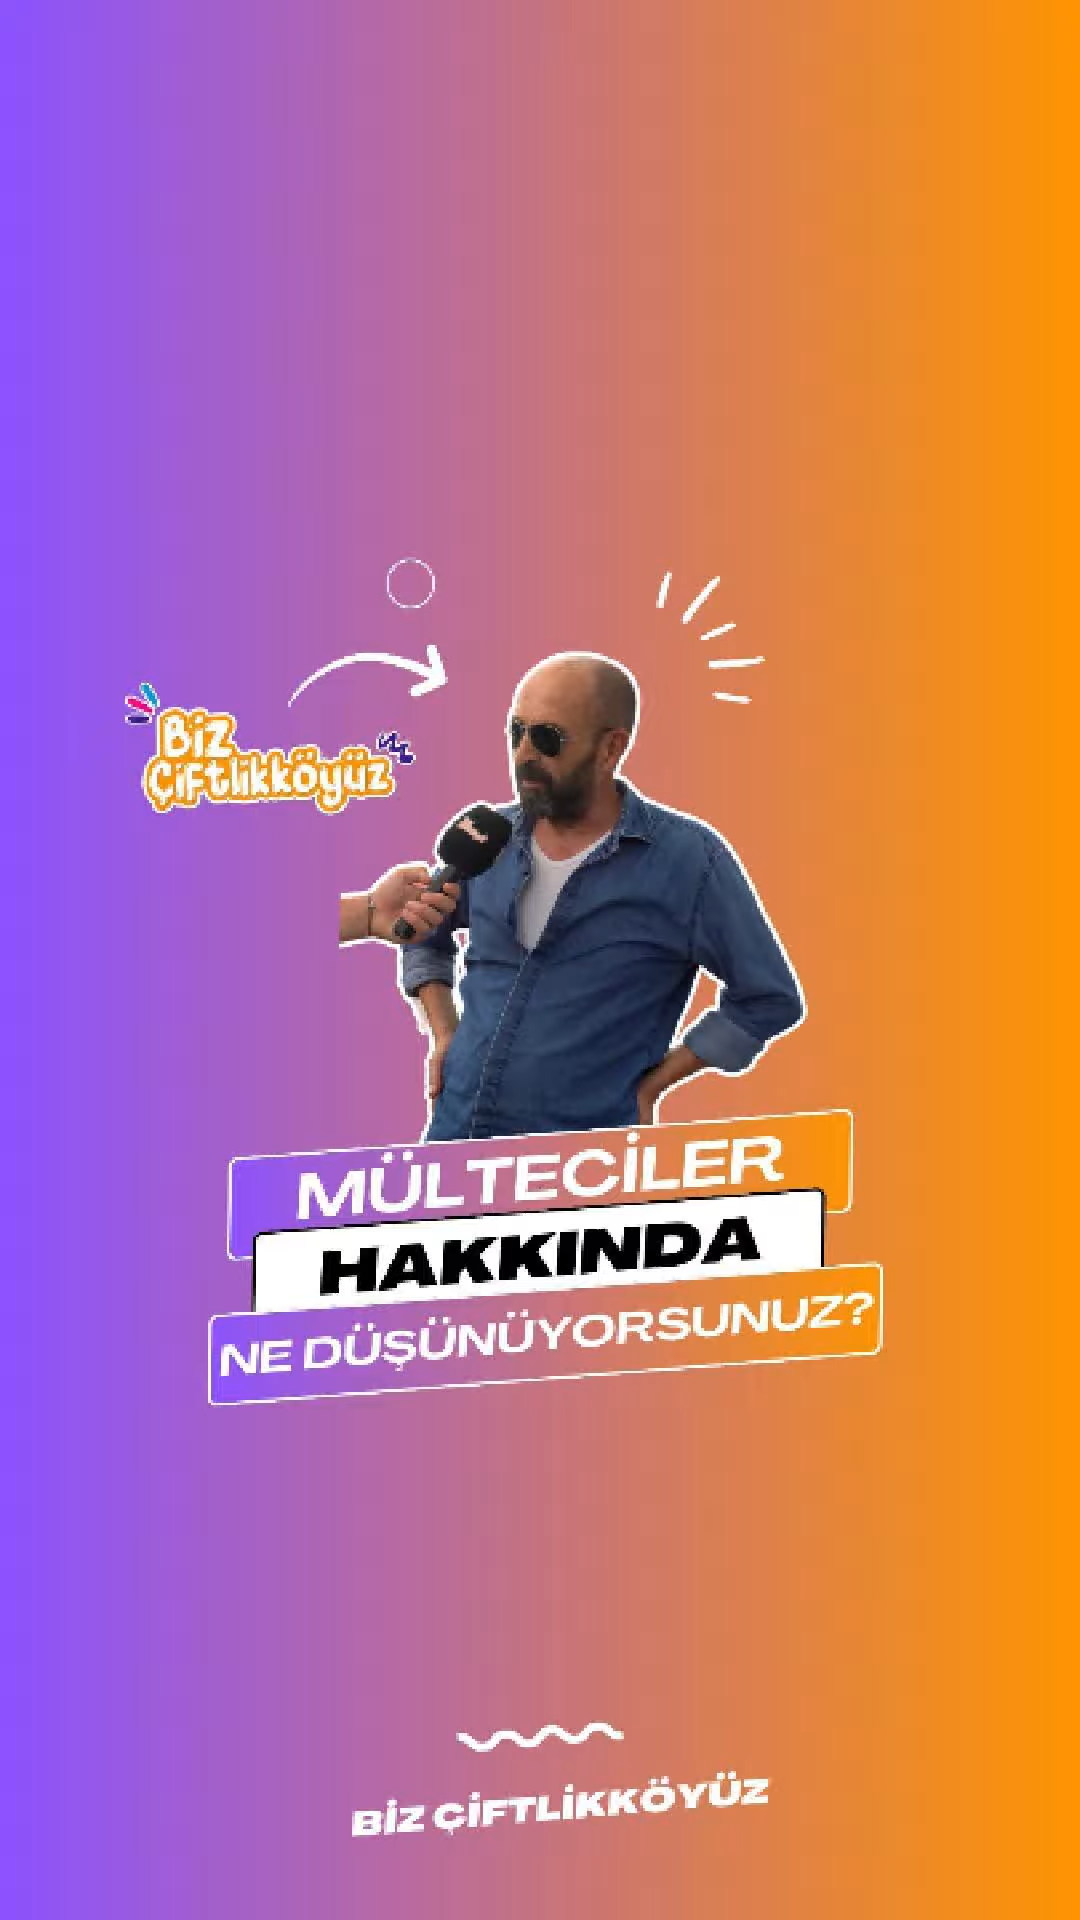 Biz
Çiftlikköyüz
MÜLTECİLER
HAKKINDA
NE DÜŞÜNÜYORSUNUZ?
BİZ ÇİFTLİKKÖYÜZ